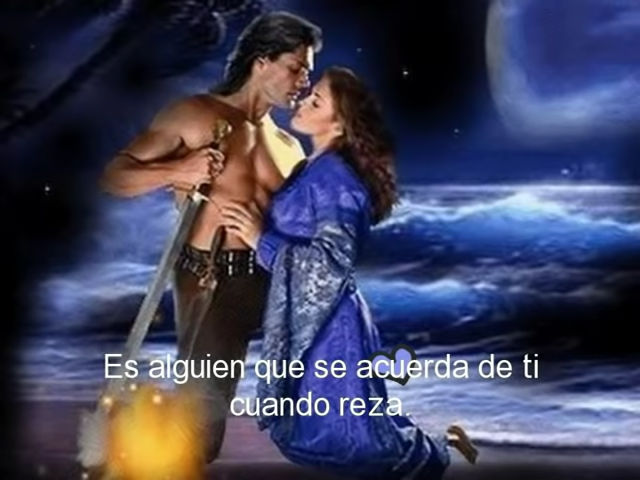 Es alguien que se acuerda de ti
cuando reza.